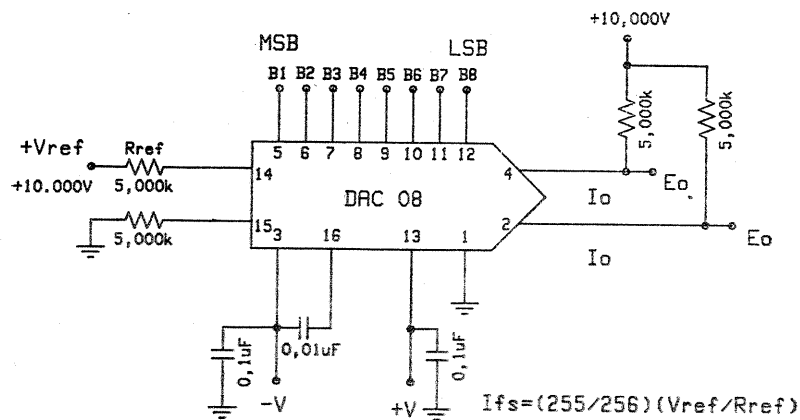 +10,000V
MSB
LSB
B1 B2 B3 B4 B5 B6 B7 B8
5,000k
5,000k
+Vref
Rref
5 6 7 8 9 10 11 12
14
4
+10.000V
5,000k
Eo
Io
DAC 08
15
2
5,000k
3 16 13 1
Eo
Io
0,1uF
0,01uF
0,1uF
-V
+V
Ifs=(255/256)(Vref/Rref)